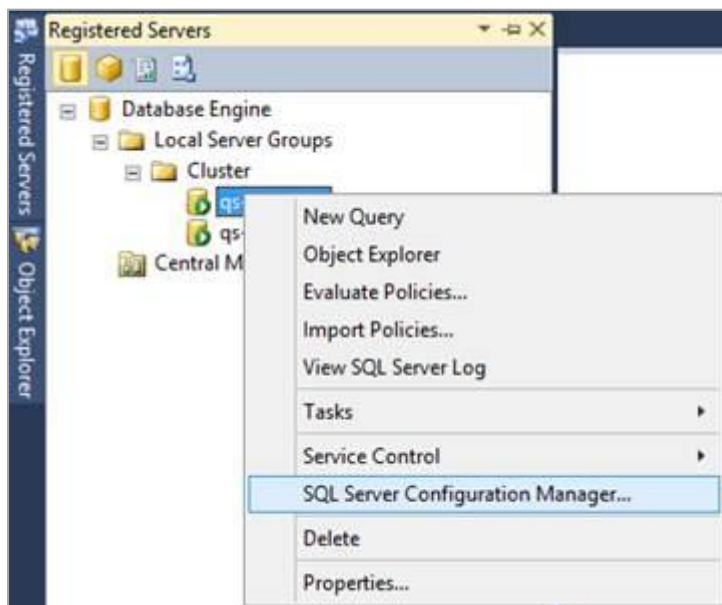 Registered Servers
Registered Servers
Object Explorer
Database Engine
Local Server Groups
Cluster
qs-
qs-
Central M
New Query
Object Explorer
Evaluate Policies...
Import Policies...
View SQL Server Log
Tasks
Service Control
SQL Server Configuration Manager...
Delete
Properties...